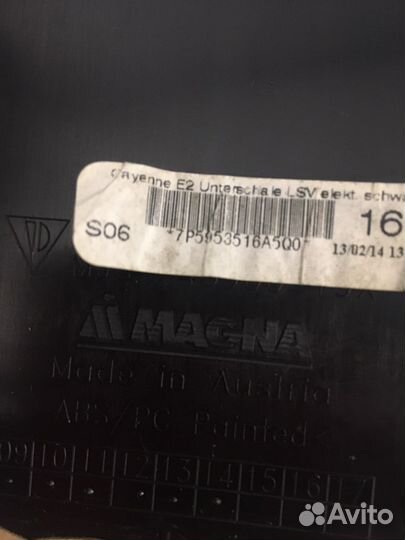 Cayenne E2 Unterschale LSV elekt. schwa
S06
*7P5953516A5Q0*
16
13/02/14 13
MAGNA
Made in Austria
ABS/PC Painted<
09 10 11 12 13 14 15 16 17
Avito